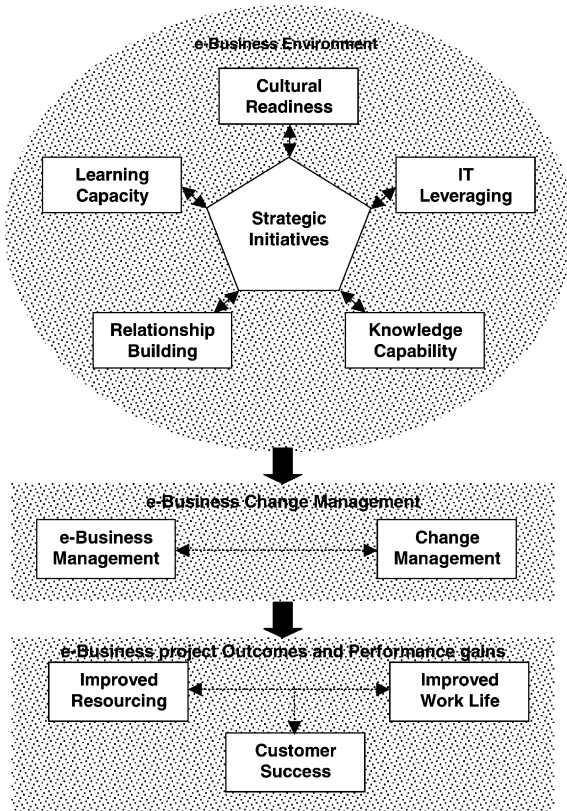 e-Business Environment
Cultural
Readiness
Learning
Capacity
IT
Leveraging
Strategic
Initiatives
Relationship
Building
Knowledge
Capability
e-Business Change Management
e-Business
Management
Change
Management
e-Business project Outcomes and Performance gains
Improved
Resourcing
Improved
Work Life
Customer
Success